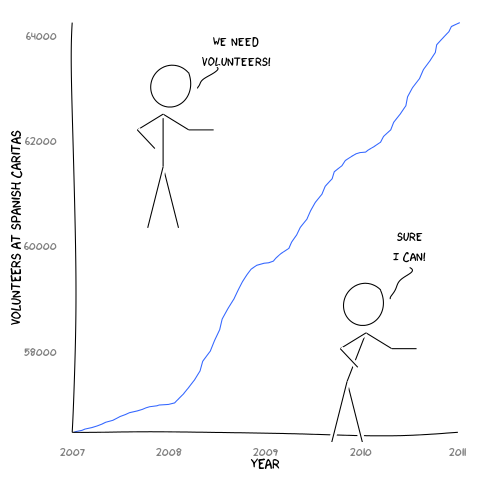 64000
WE NEED
VOLUNTEERS!
62000
VOLUNTEERS AT SPANISH CARITAS
60000
SURE
I CAN!
58000
2007 2008 2009 2010 2011
YEAR